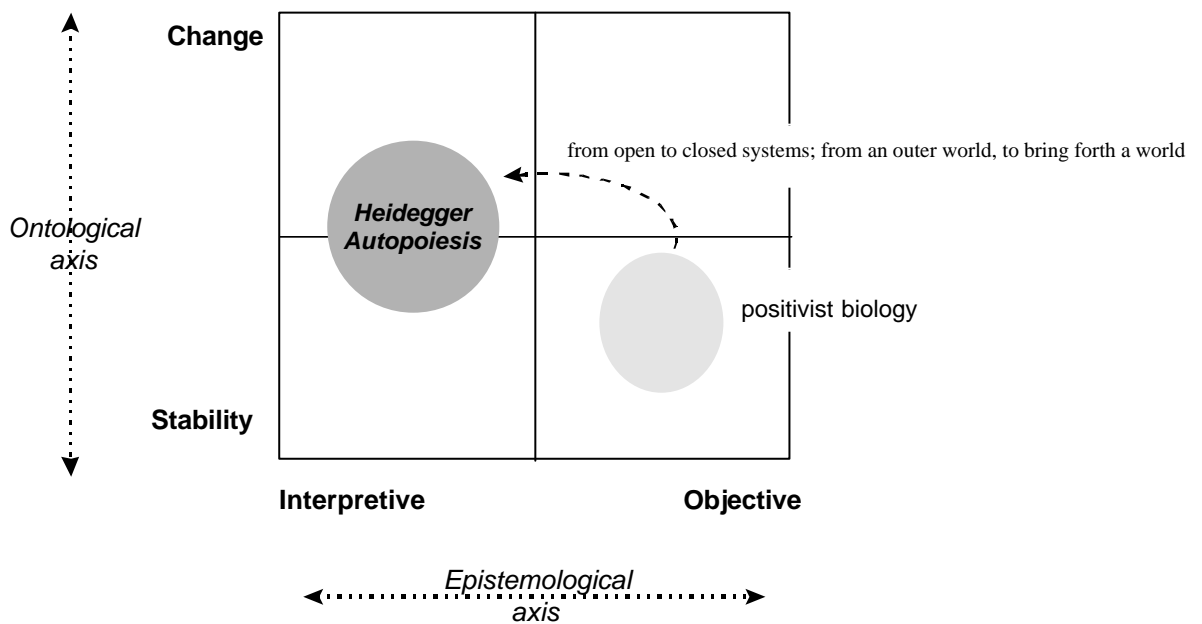 Change
from open to closed systems; from an outer world, to bring forth a world
Heidegger
Autopoiesis
Ontological
axis
positivist biology
Stability
Interpretive
Objective
Epistemological
axis